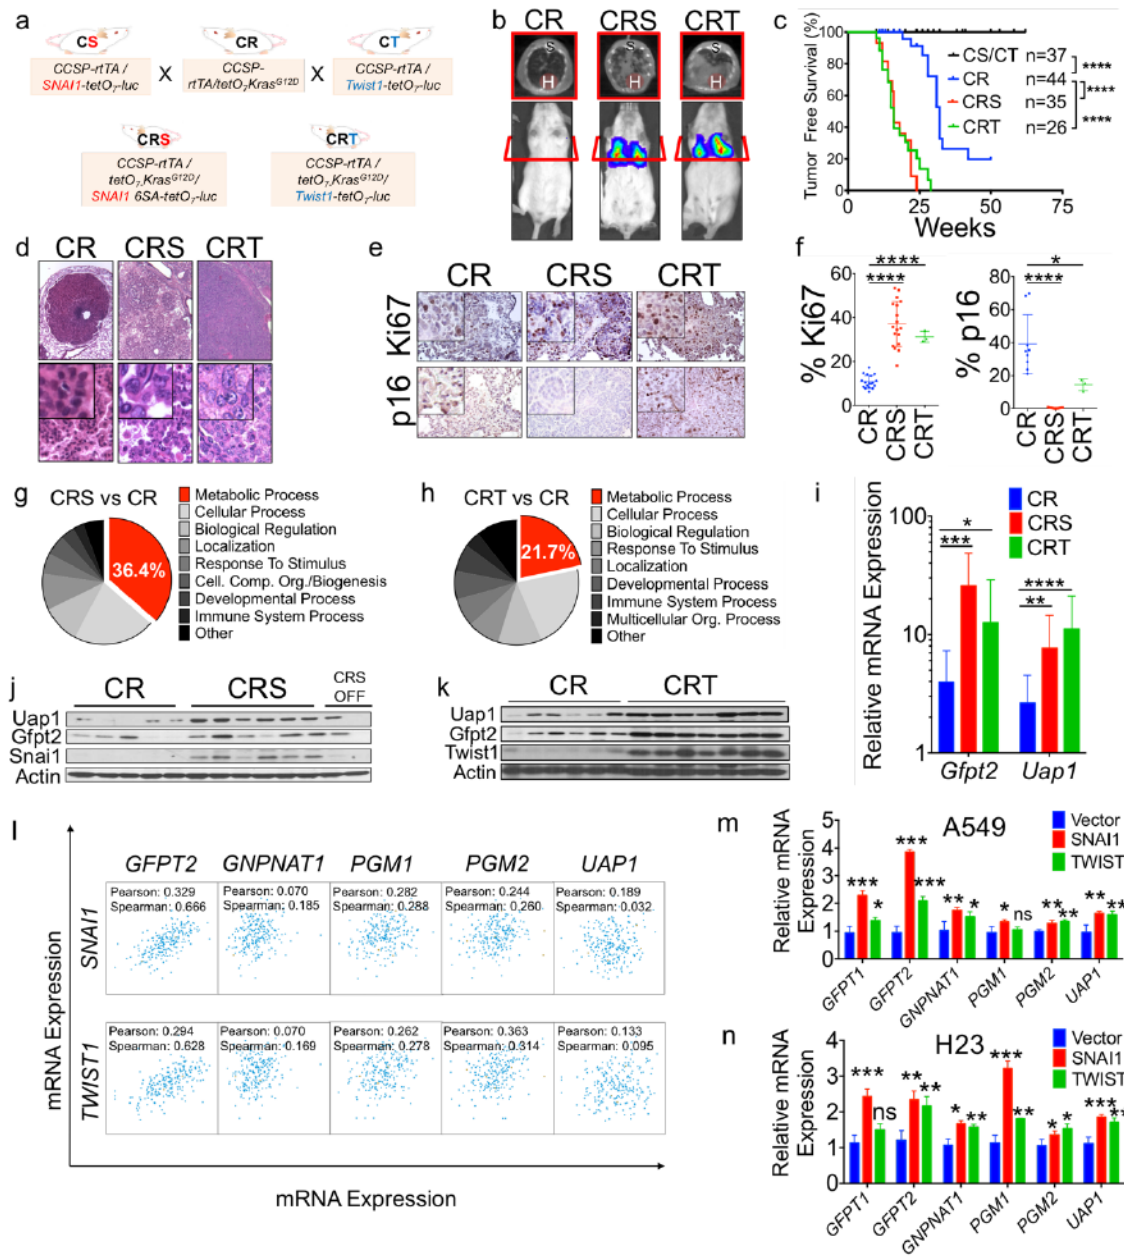 a
CS
CR
CT
CCSP-rtTA /
SNAI1-tetO7-luc
X
CCSP-
rtTA/tetO7KrasG12D
X
CCSP-rtTA /
Twist1-tetO7-luc
CRS
CRT
CCSP-rtTA /
tetO7,KrasG12D/
SNAI1 6SA-tetO7-luc
CCSP-rtTA /
tetO7,KrasG12D/
Twist1-tetO7-luc
b
CR CRS CRT
S S S
H H H
c
Tumor Free Survival (%)
100
80
60
40
20
0
0 25 50 75
Weeks
CS/CT n=37
CR n=44
CRS n=35
CRT n=26
****
****
****
d
CR CRS CRT
e
CR CRS CRT
Ki67
p16
f
% Ki67
60
40
20
0
****
****
CR CRS CRT
% p16
80
60
40
20
0
*
****
CR CRS CRT
g
CRS vs CR
36.4%
Metabolic Process
Cellular Process
Biological Regulation
Localization
Response To Stimulus
Cell. Comp. Org./Biogenesis
Developmental Process
Immune System Process
Other
h
CRT vs CR
21.7%
Metabolic Process
Cellular Process
Biological Regulation
Response To Stimulus
Localization
Developmental Process
Immune System Process
Multicellular Org. Process
Other
i
Relative mRNA Expression
100
10
1
CR
CRS
CRT
*
***
****
**
Gfpt2 Uap1
j
CR CRS CRS OFF
Uap1
Gfpt2
Snai1
Actin
k
CR CRT
Uap1
Gfpt2
Twist1
Actin
l
mRNA Expression
GFPT2 GNPNAT1 PGM1 PGM2 UAP1
SNAI1
Pearson: 0.329 Pearson: 0.070 Pearson: 0.282 Pearson: 0.244 Pearson: 0.189
Spearman: 0.666 Spearman: 0.185 Spearman: 0.288 Spearman: 0.260 Spearman: 0.032
TWIST1
Pearson: 0.294 Pearson: 0.070 Pearson: 0.262 Pearson: 0.363 Pearson: 0.133
Spearman: 0.628 Spearman: 0.169 Spearman: 0.278 Spearman: 0.314 Spearman: 0.095
mRNA Expression
m
A549
Relative mRNA
Expression
5
4
3
2
1
0
Vector
SNAI1
TWIST
*** * *** *** ** * * ns ** ** ** **
GFPT1 GFPT2 GNPNAT1 PGM1 PGM2 UAP1
n
H23
Relative mRNA
Expression
4
3
2
1
0
Vector
SNAI1
TWIST
*** ns ** ** * ** *** ** * * *** **
GFPT1 GFPT2 GNPNAT1 PGM1 PGM2 UAP1